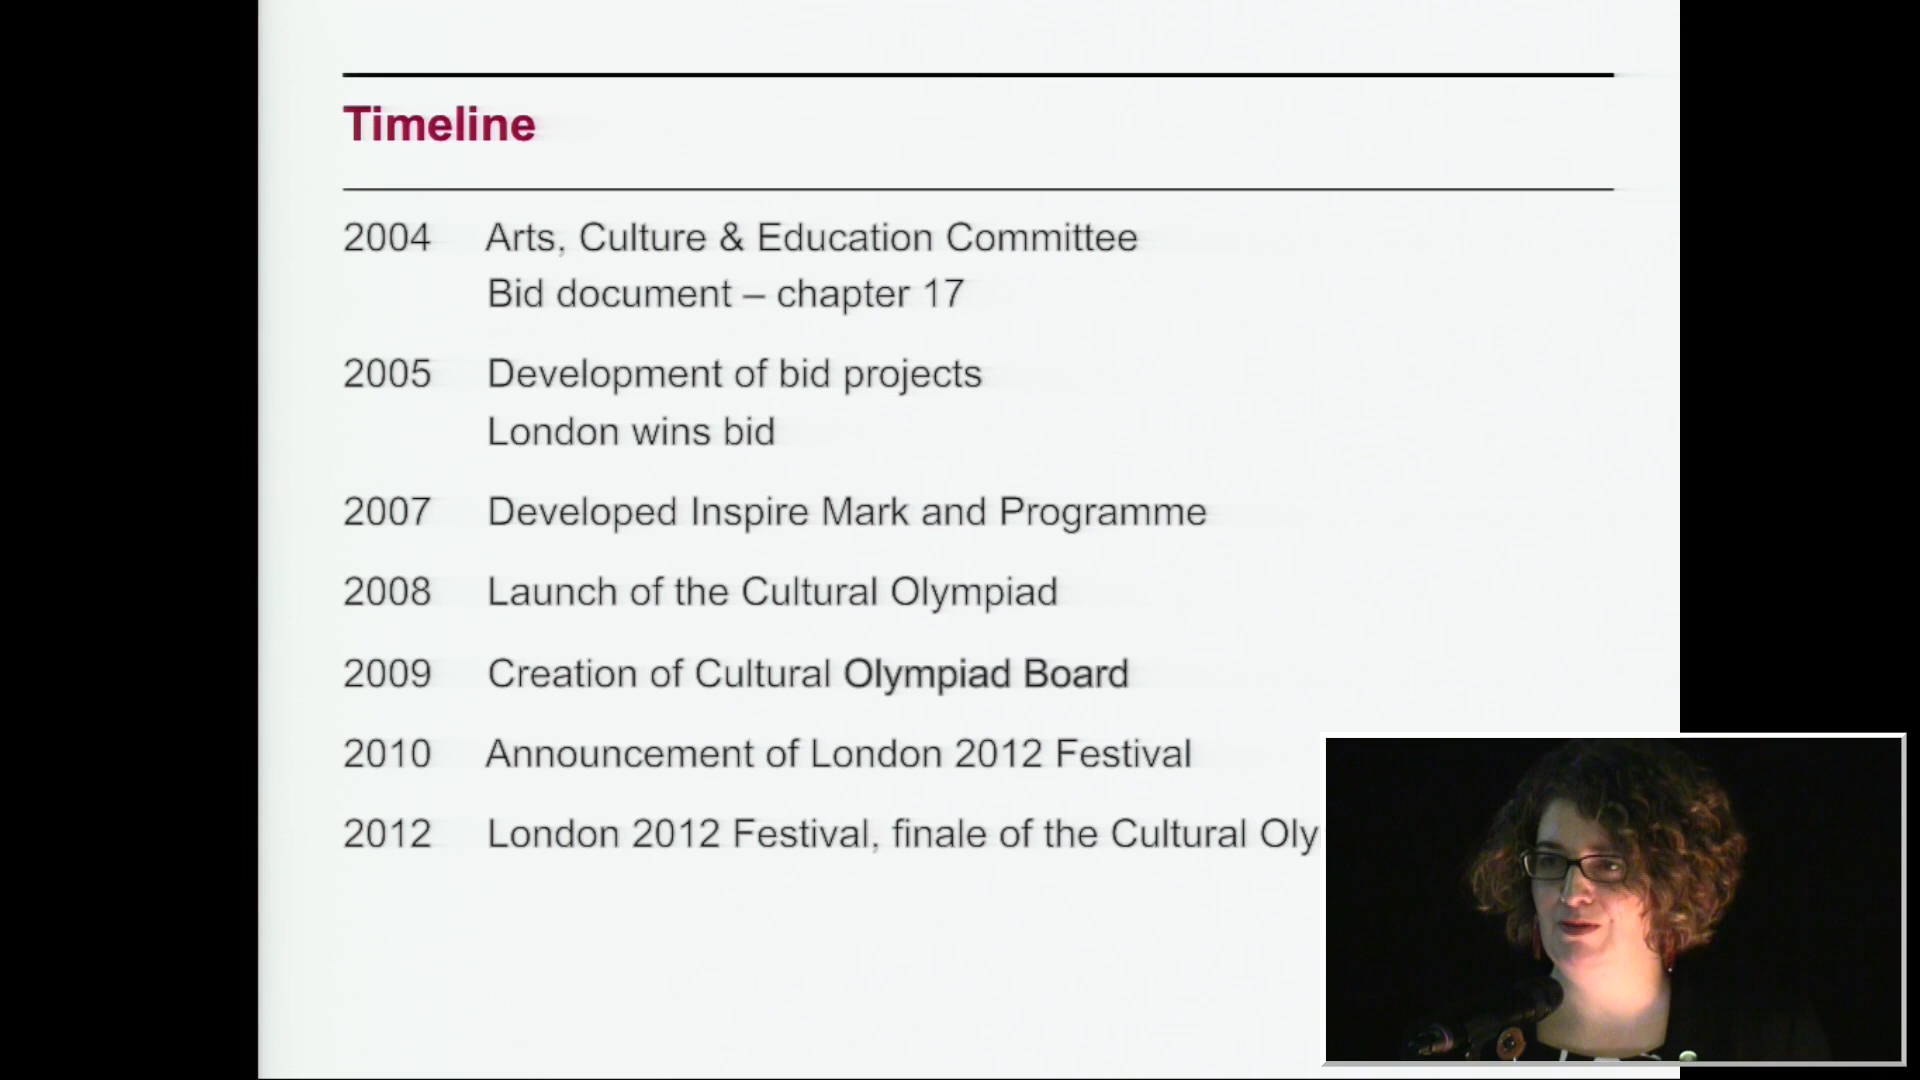 Timeline
2004 Arts, Culture & Education Committee
Bid document – chapter 17
2005 Development of bid projects
London wins bid
2007 Developed Inspire Mark and Programme
2008 Launch of the Cultural Olympiad
2009 Creation of Cultural Olympiad Board
2010 Announcement of London 2012 Festival
2012 London 2012 Festival, finale of the Cultural Oly